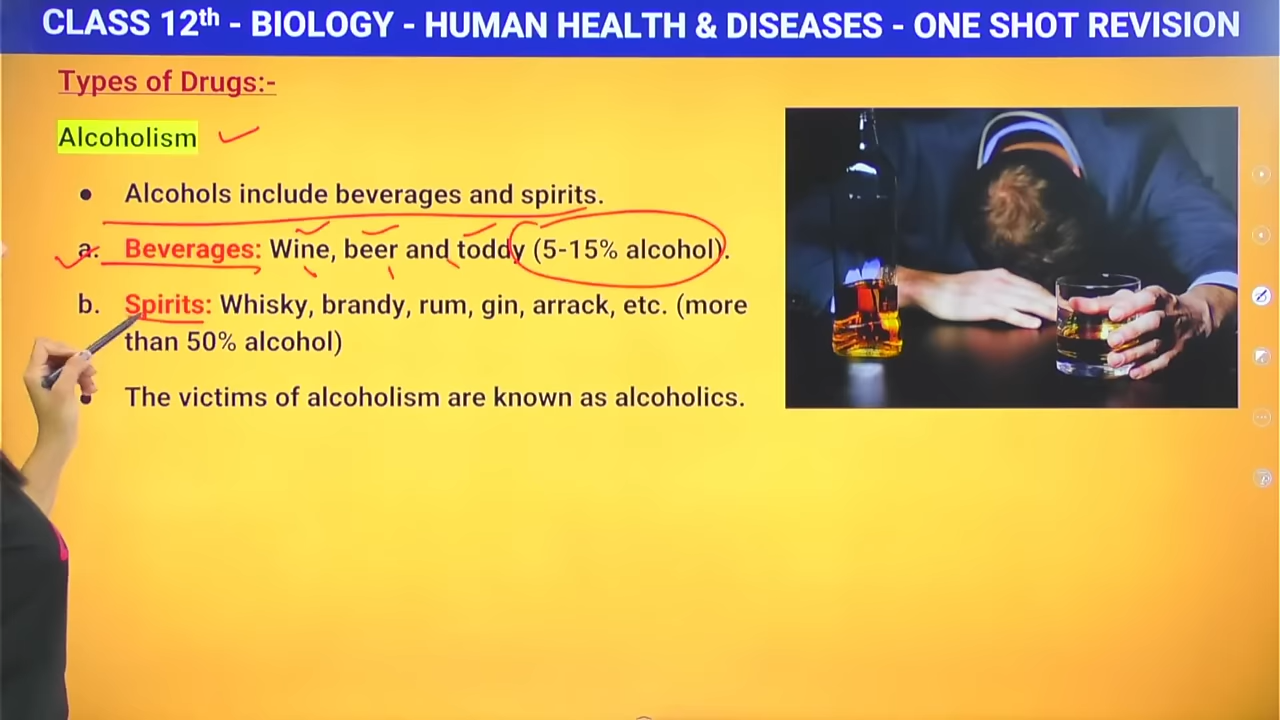 CLASS 12th - BIOLOGY - HUMAN HEALTH & DISEASES - ONE SHOT REVISION
Types of Drugs:-
Alcoholism
• Alcohols include beverages and spirits.
a. Beverages: Wine, beer and toddy (5-15% alcohol).
b. Spirits: Whisky, brandy, rum, gin, arrack, etc. (more
than 50% alcohol)
• The victims of alcoholism are known as alcoholics.